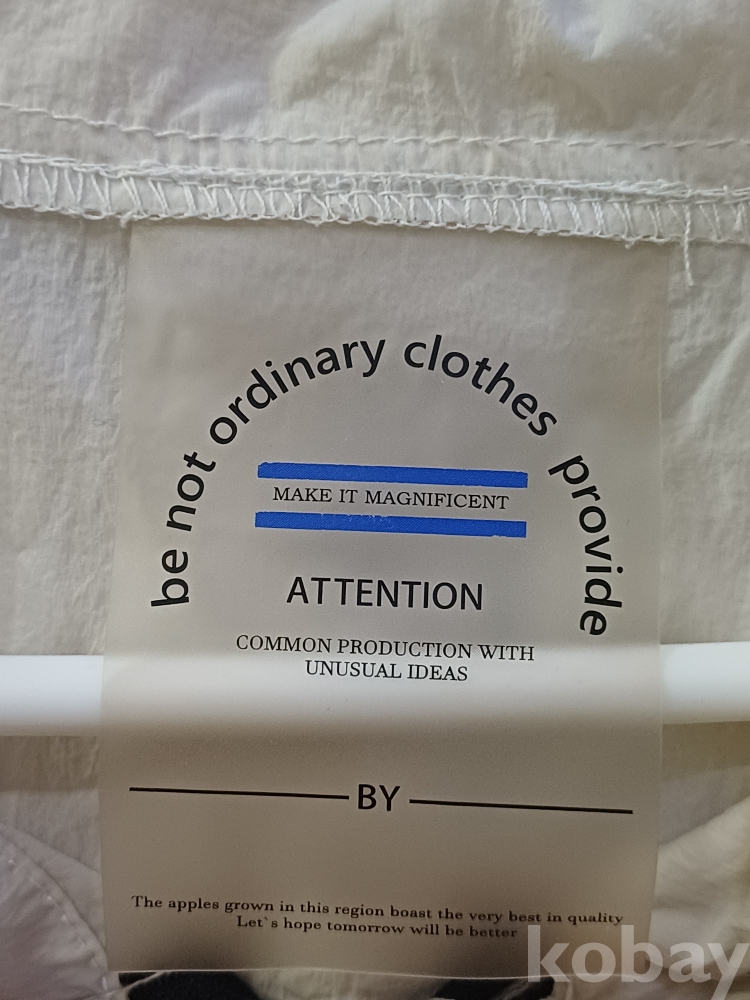 be not ordinary clothes provide
MAKE IT MAGNIFICENT
ATTENTION
COMMON PRODUCTION WITH
UNUSUAL IDEAS
BY
The apples grown in this region boast the very best in quality
Let`s hope tomorrow will be better
kobay